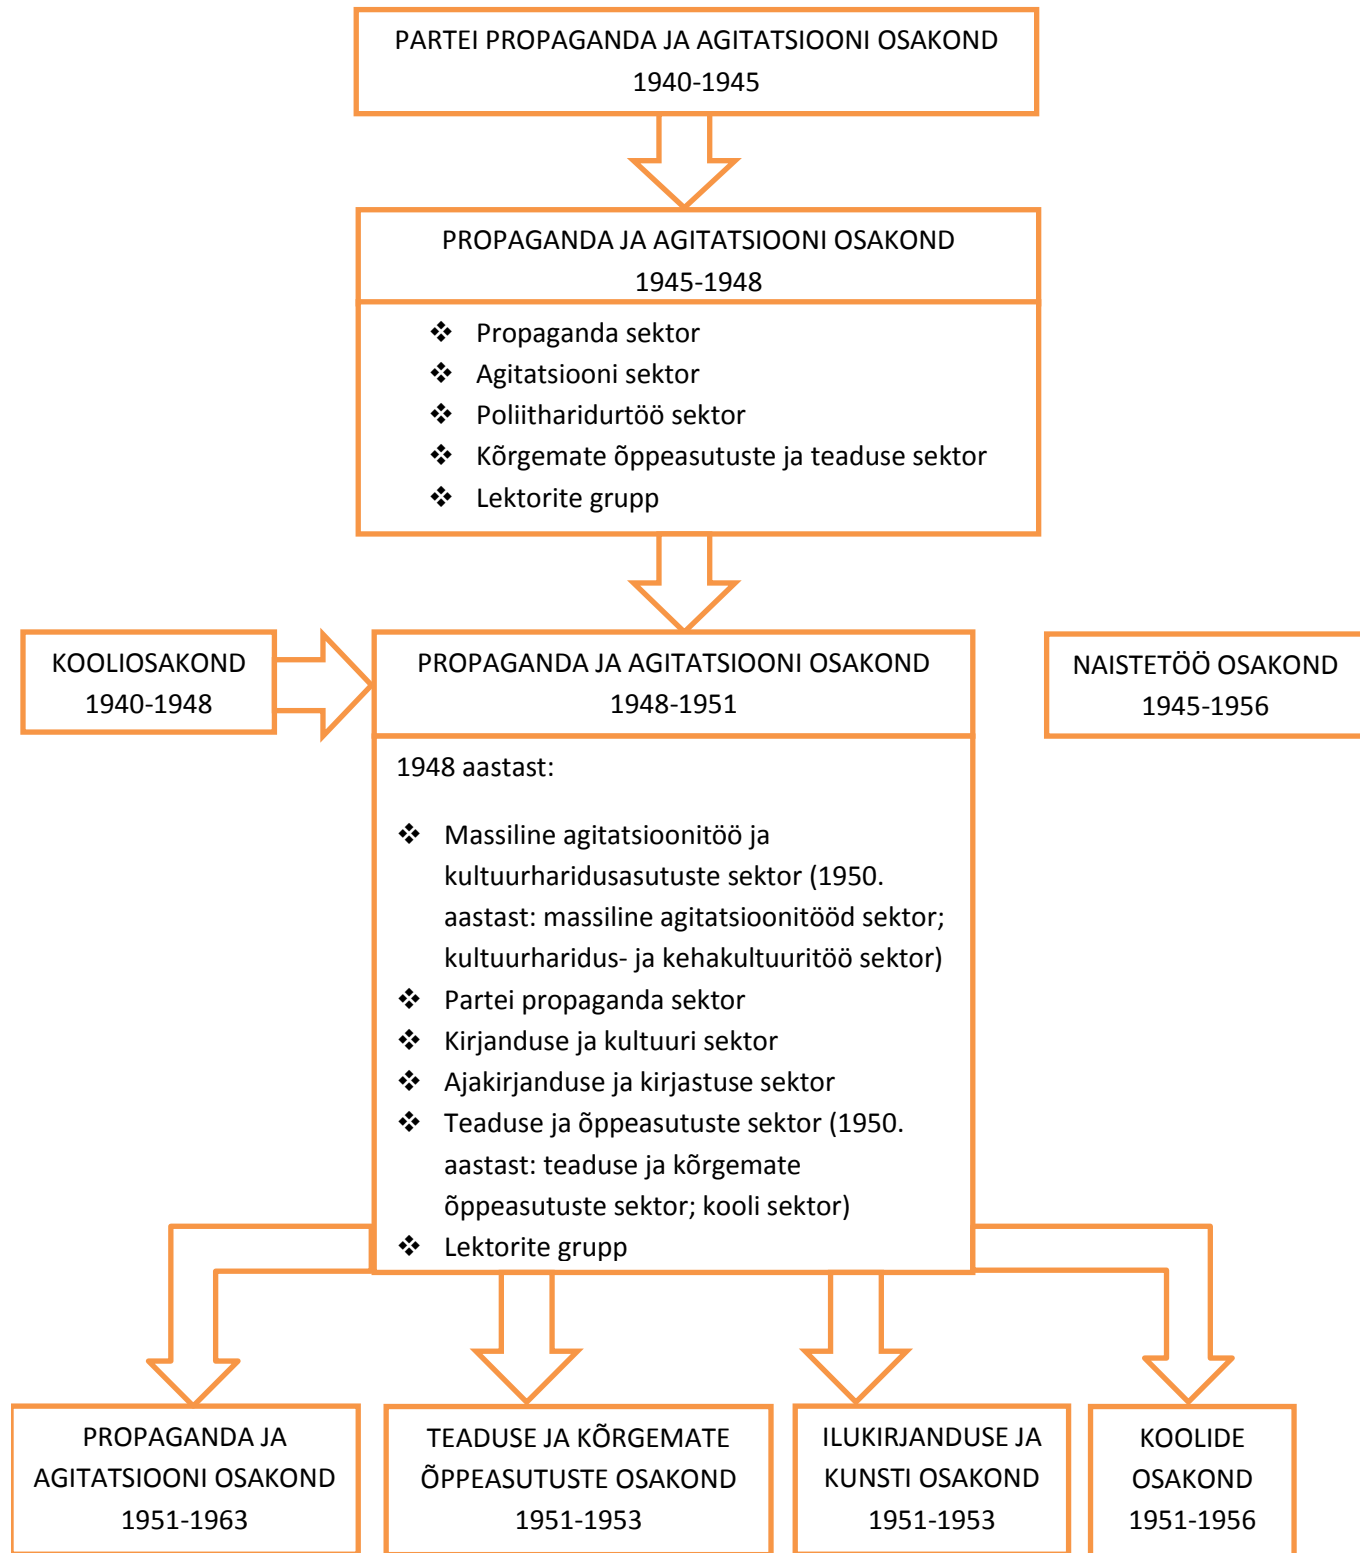 PARTEI PROPAGANDA JA AGITATSIOONI OSAKOND
1940-1945
PROPAGANDA JA AGITATSIOONI OSAKOND
1945-1948
❖ Propaganda sektor
❖ Agitatsiooni sektor
❖ Poliitharidurtöö sektor
❖ Kõrgemate õppeasutuste ja teaduse sektor
❖ Lektorite grupp
KOOLIOSAKOND
1940-1948
PROPAGANDA JA AGITATSIOONI OSAKOND
1948-1951
NAISTETÖÖ OSAKOND
1945-1956
1948 aastast:
❖ Massiline agitatsioonitöö ja
kultuurharidusasutuste sektor (1950.
aastast: massiline agitatsioonitööd sektor;
kultuurharidus- ja kehakultuuritöö sektor)
❖ Partei propaganda sektor
❖ Kirjanduse ja kultuuri sektor
❖ Ajakirjanduse ja kirjastuse sektor
❖ Teaduse ja õppeasutuste sektor (1950.
aastast: teaduse ja kõrgemate
õppeasutuste sektor; kooli sektor)
❖ Lektorite grupp
PROPAGANDA JA
AGITATSIOONI OSAKOND
1951-1963
TEADUSE JA KÕRGEMATE
ÕPPEASUTUSTE OSAKOND
1951-1953
ILUKIRJANDUSE JA
KUNSTI OSAKOND
1951-1953
KOOLIDE
OSAKOND
1951-1956